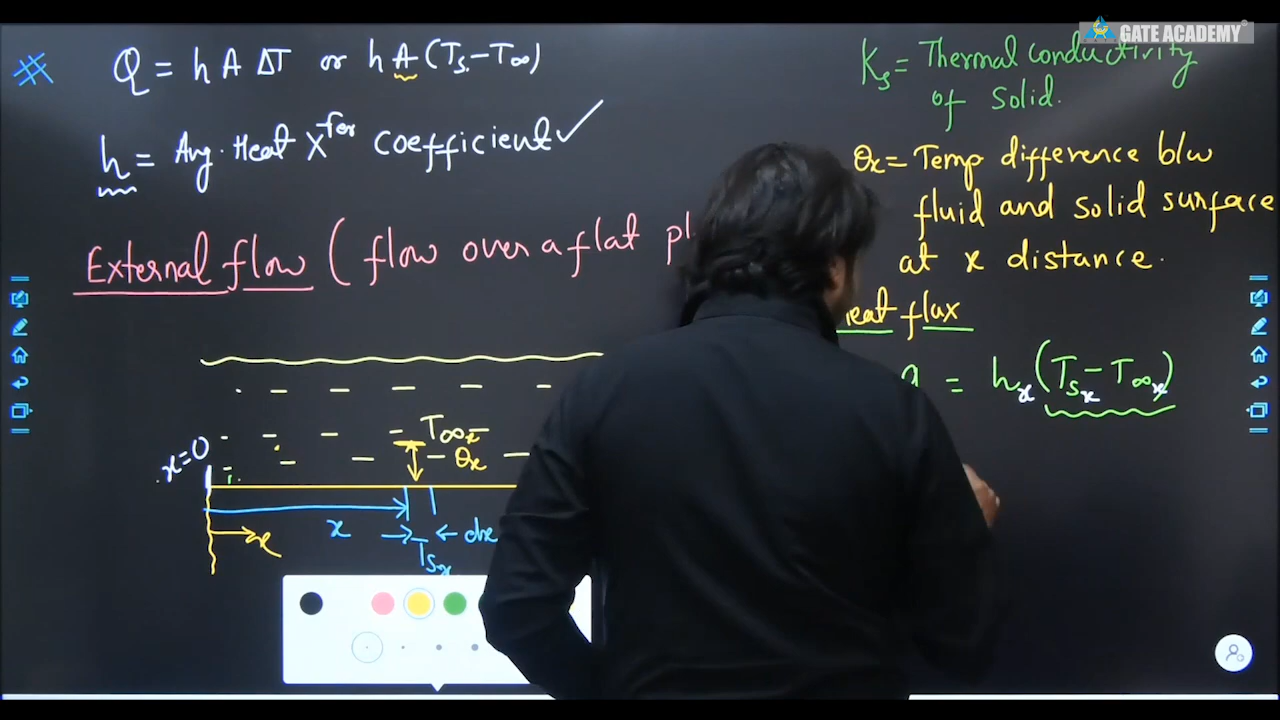 GATE ACADEMY®
Q = h A ΔT or h A (Ts - T∞)
h = Avg. Heat Xfer coefficient ✓
External flow ( flow over a flat
x=0
T∞x
θx
x
dx
x
Tsx
Ks = Thermal conductivity
of solid.
θx = Temp difference b/w
fluid and solid surface
at x distance.
flux
= hx (Tsx - T∞x)